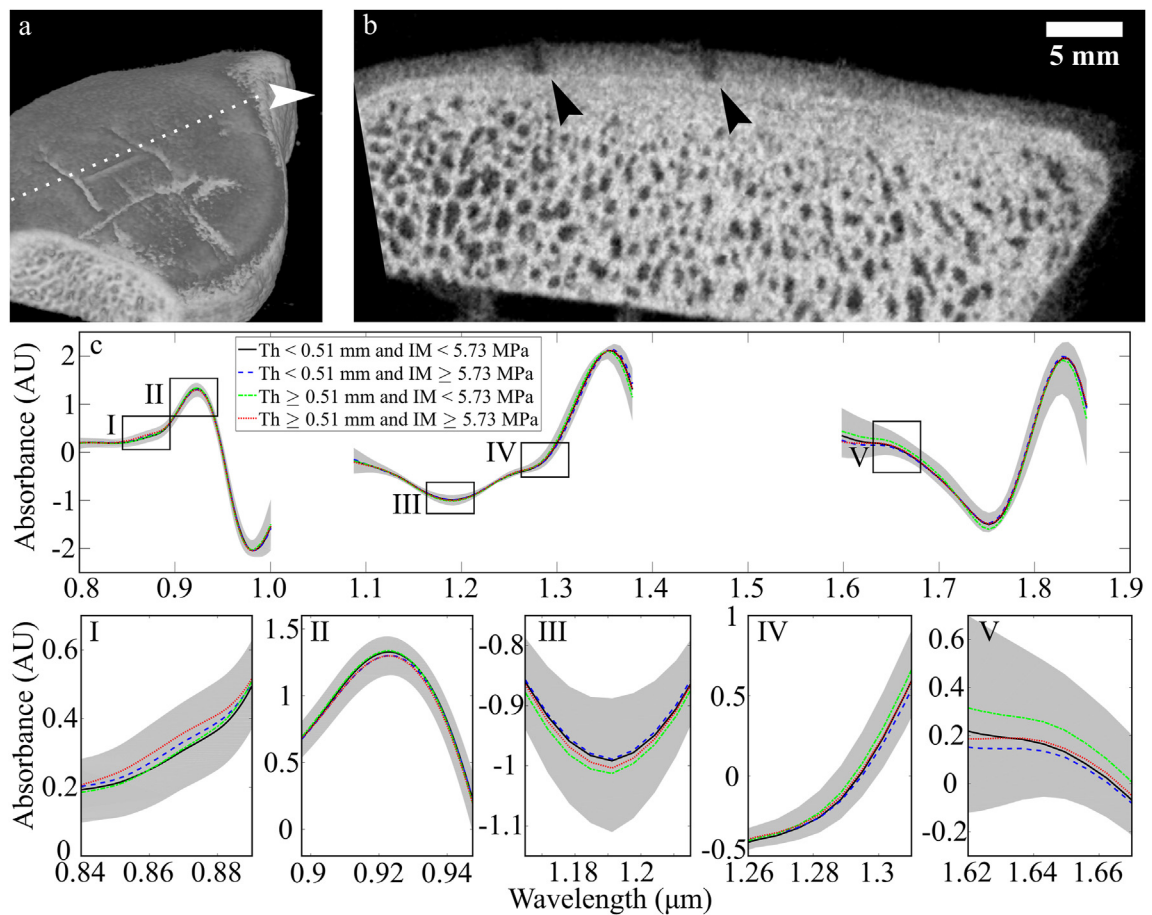 a
b
5 mm
c
Th < 0.51 mm and IM < 5.73 MPa
Th < 0.51 mm and IM ≥ 5.73 MPa
Th ≥ 0.51 mm and IM < 5.73 MPa
Th ≥ 0.51 mm and IM ≥ 5.73 MPa
Absorbance (AU)
2
1
0
-1
-2
I
II
III
IV
V
0.8 0.9 1.0 1.1 1.2 1.3 1.4 1.5 1.6 1.7 1.8 1.9
Absorbance (AU)
I
0.6
0.4
0.2
0
0.84 0.86 0.88
II
1.5
1
0.5
0
0.9 0.92 0.94
III
-0.8
-0.9
-1
-1.1
1.18 1.2
IV
1
0.5
0
-0.5
1.26 1.28 1.3
V
0.6
0.4
0.2
0
-0.2
1.62 1.64 1.66
Wavelength (μm)